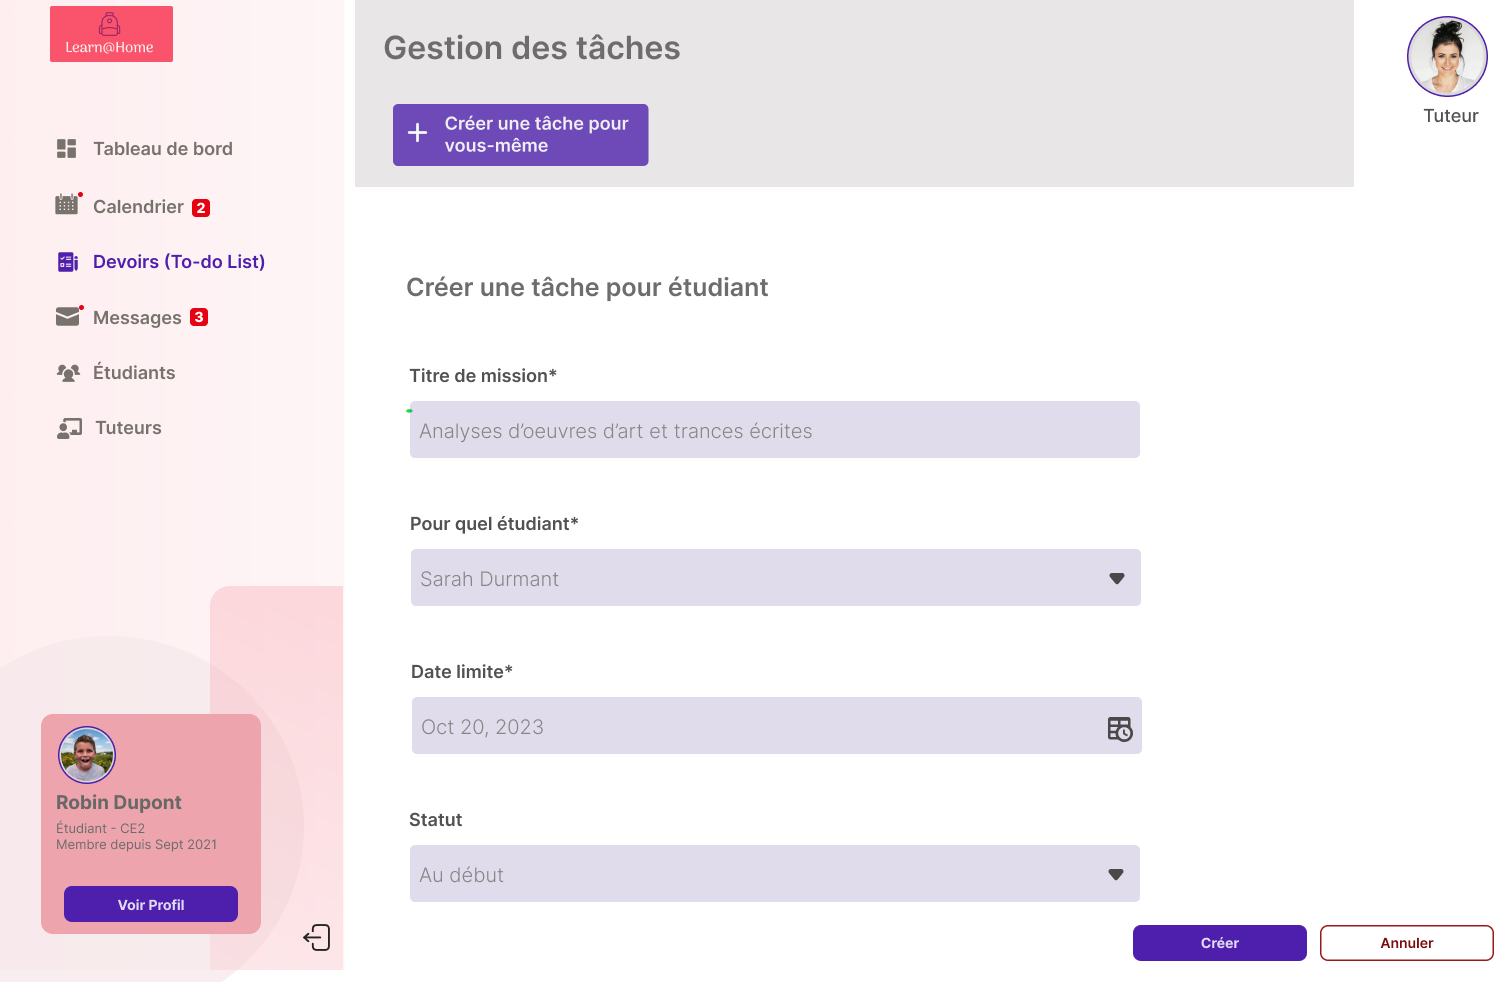 Learn@Home
Tableau de bord
Calendrier 2
Devoirs (To-do List)
Messages 3
Étudiants
Tuteurs
Robin Dupont
Étudiant - CE2
Membre depuis Sept 2021
Voir Profil
Gestion des tâches
Créer une tâche pour
vous-même
Tuteur
Créer une tâche pour étudiant
Titre de mission*
Analyses d’oeuvres d’art et trances écrites
Pour quel étudiant*
Sarah Durmant
Date limite*
Oct 20, 2023
Statut
Au début
Créer
Annuler